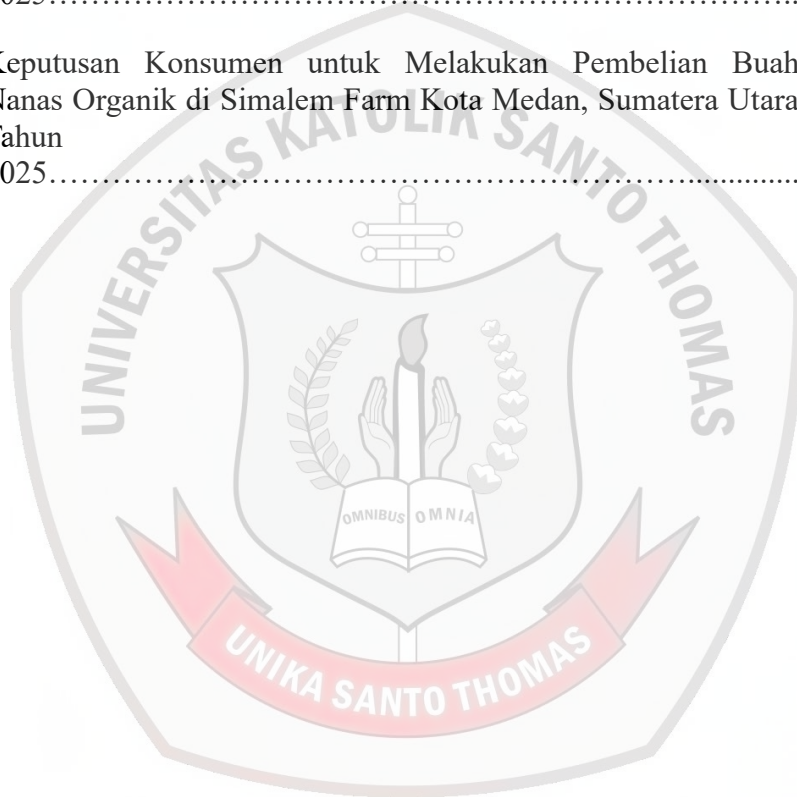 025……………………………………………………………..
Keputusan Konsumen untuk Melakukan Pembelian Buah
Nanas Organik di Simalem Farm Kota Medan, Sumatera Utara
Tahun
025……………………………………………………...............
UNIVERSITAS KATOLIK SANTO THOMAS
OMNIBUS OMNIA
UNIKA SANTO THOMAS